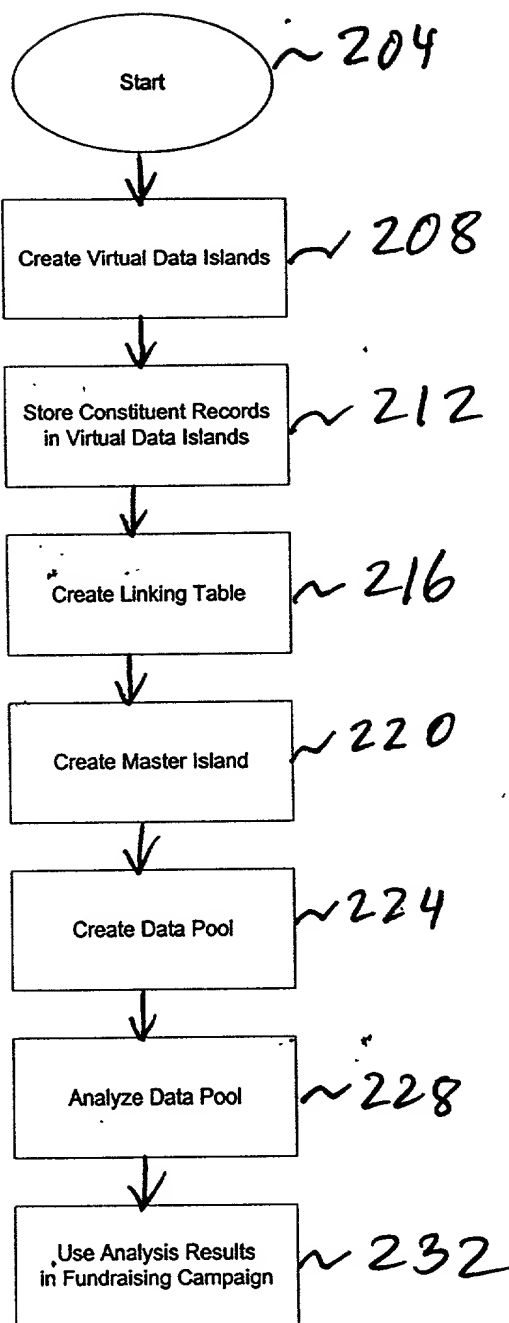 Start
204
Create Virtual Data Islands
208
Store Constituent Records
in Virtual Data Islands
212
Create Linking Table
216
Create Master Island
220
Create Data Pool
224
Analyze Data Pool
228
Use Analysis Results
in Fundraising Campaign
232